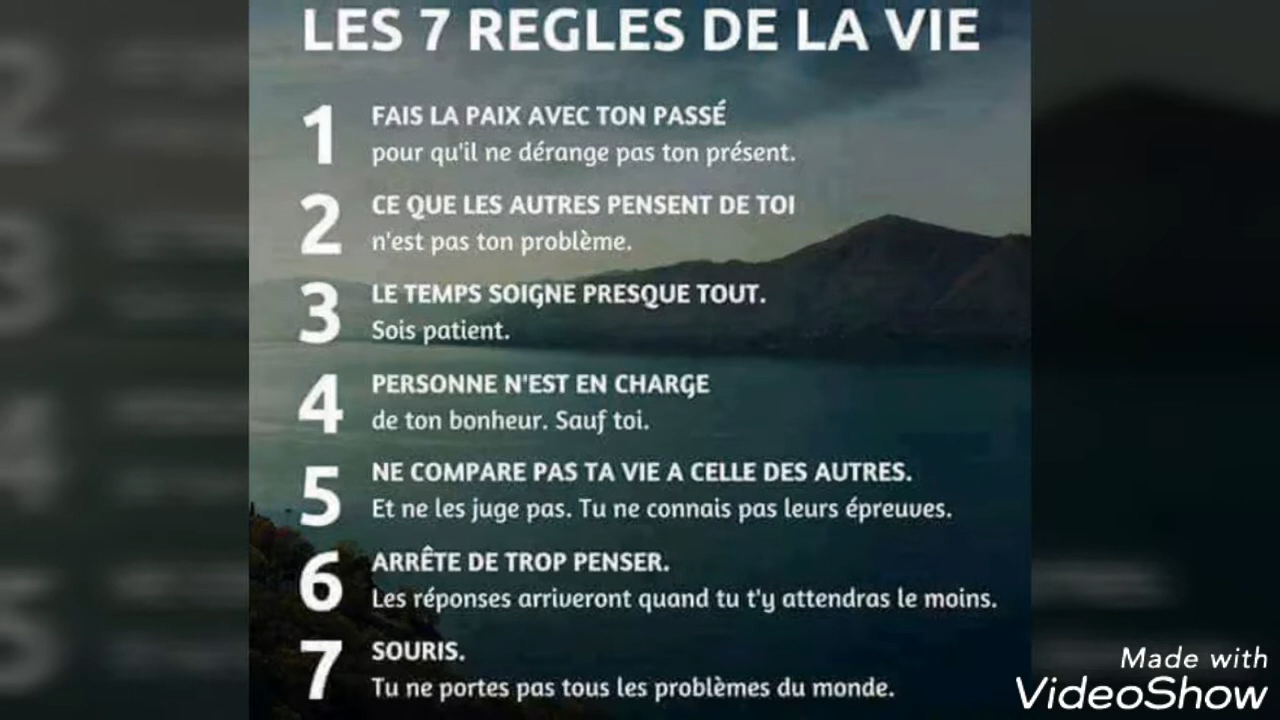 LES 7 REGLES DE LA VIE
1 FAIS LA PAIX AVEC TON PASSÉ
pour qu'il ne dérange pas ton présent.
2 CE QUE LES AUTRES PENSENT DE TOI
n'est pas ton problème.
3 LE TEMPS SOIGNE PRESQUE TOUT.
Sois patient.
4 PERSONNE N'EST EN CHARGE
de ton bonheur. Sauf toi.
5 NE COMPARE PAS TA VIE A CELLE DES AUTRES.
Et ne les juge pas. Tu ne connais pas leurs épreuves.
6 ARRÊTE DE TROP PENSER.
Les réponses arriveront quand tu t'y attendras le moins.
7 SOURIS.
Tu ne portes pas tous les problèmes du monde.
Made with
VideoShow